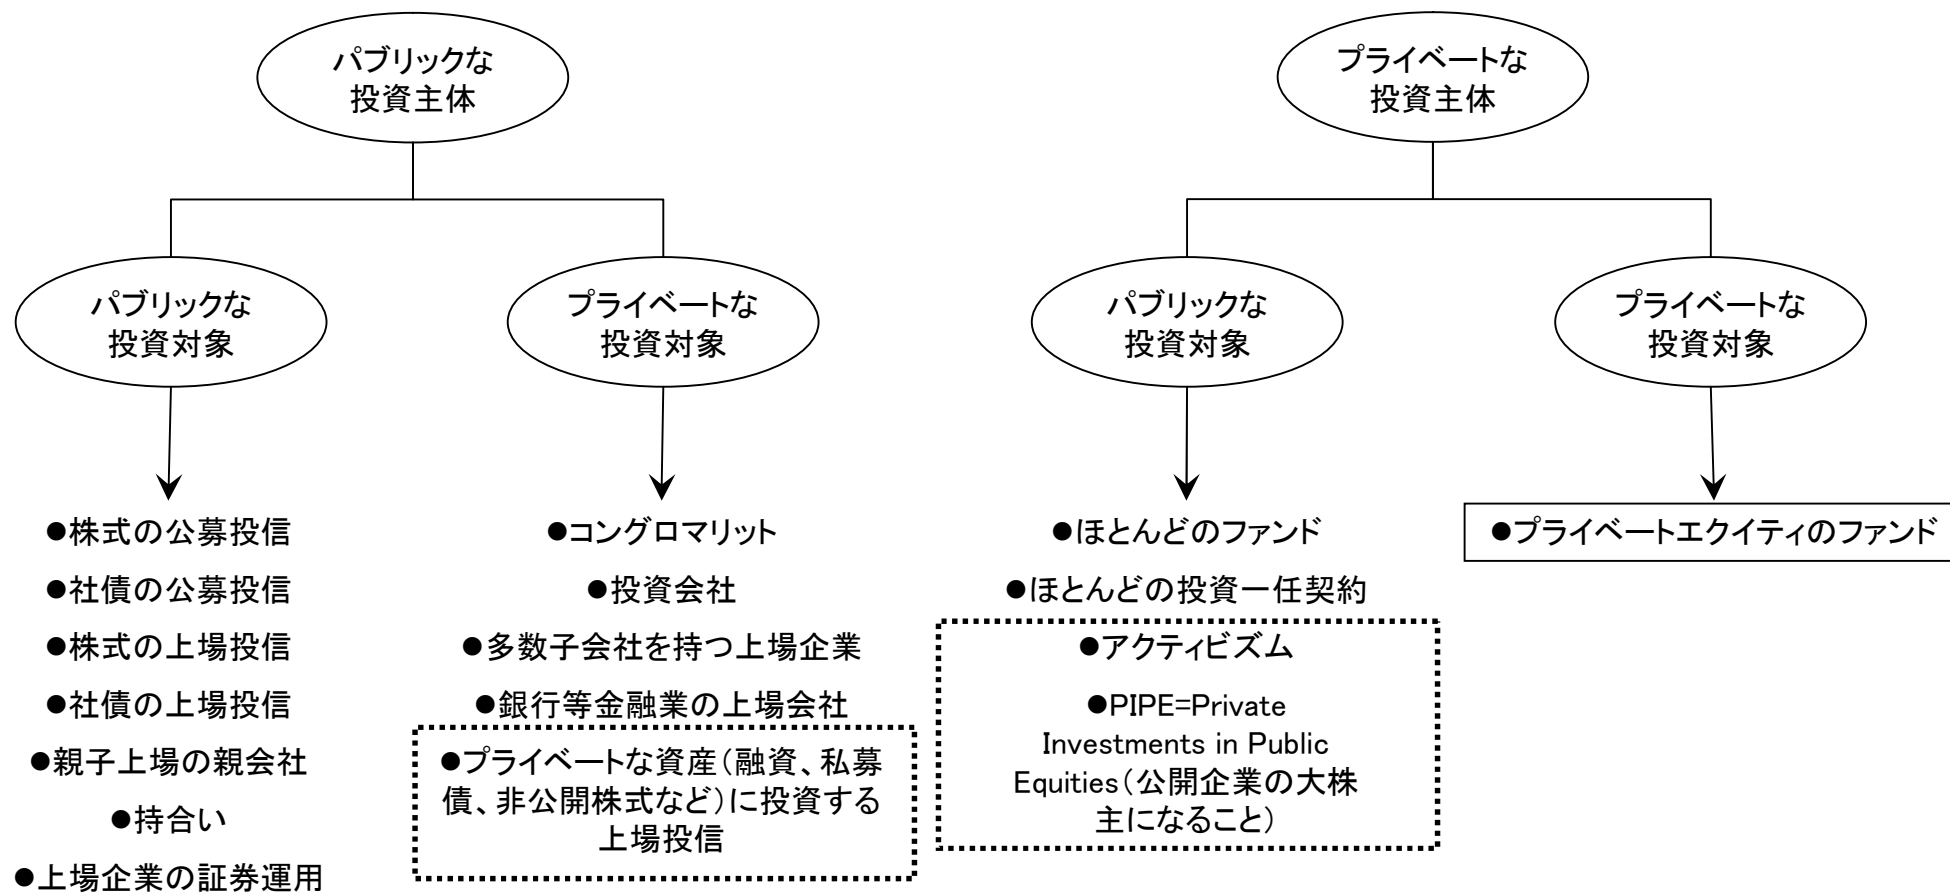 パブリックな
投資主体
プライベートな
投資主体
パブリックな
投資対象
プライベートな
投資対象
パブリックな
投資対象
プライベートな
投資対象
●株式の公募投信
●社債の公募投信
●株式の上場投信
●社債の上場投信
●親子上場の親会社
●持合い
●上場企業の証券運用
●コングロマリット
●投資会社
●多数子会社を持つ上場企業
●銀行等金融業の上場会社
●プライベートな資産(融資、私募
債、非公開株式など)に投資する
上場投信
●ほとんどのファンド
●ほとんどの投資一任契約
●アクティビズム
●PIPE=Private
Investments in Public
Equities(公開企業の大株
主になること)
●プライベートエクイティのファンド